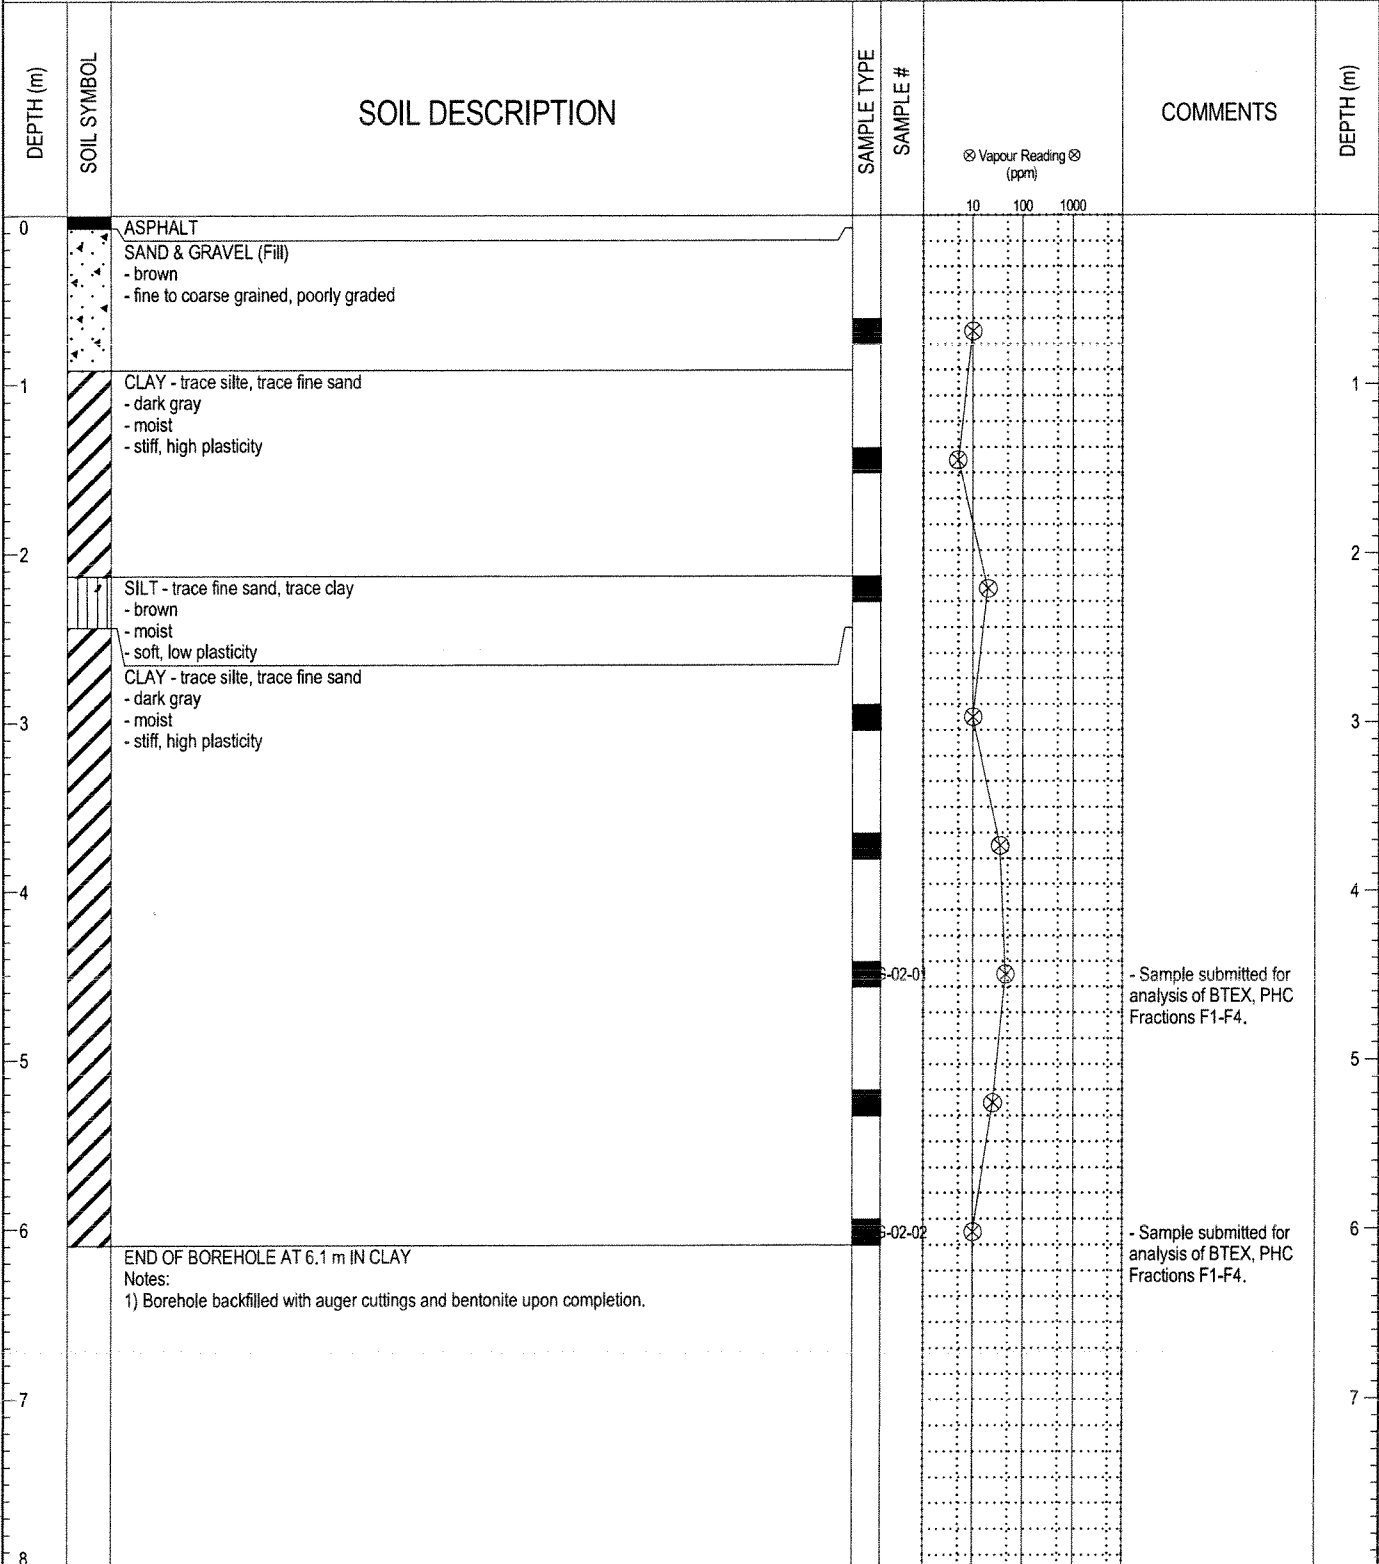 DEPTH (m)
SOIL SYMBOL
SOIL DESCRIPTION
SAMPLE TYPE
SAMPLE #
⊗ Vapour Reading ⊗
(ppm)
10 100 1000
COMMENTS
DEPTH (m)
0
ASPHALT
SAND & GRAVEL (Fill)
- brown
- fine to coarse grained, poorly graded
1
CLAY - trace silte, trace fine sand
1
- dark gray
- moist
- stiff, high plasticity
2
2
SILT - trace fine sand, trace clay
- brown
- moist
- soft, low plasticity
CLAY - trace silte, trace fine sand
- dark gray
- moist
3
3
- stiff, high plasticity
4
4
-02-01
- Sample submitted for
analysis of BTEX, PHC
Fractions F1-F4.
5
5
6
-02-02
6
- Sample submitted for
analysis of BTEX, PHC
Fractions F1-F4.
END OF BOREHOLE AT 6.1 m IN CLAY
Notes:
1) Borehole backfilled with auger cuttings and bentonite upon completion.
7
7
8